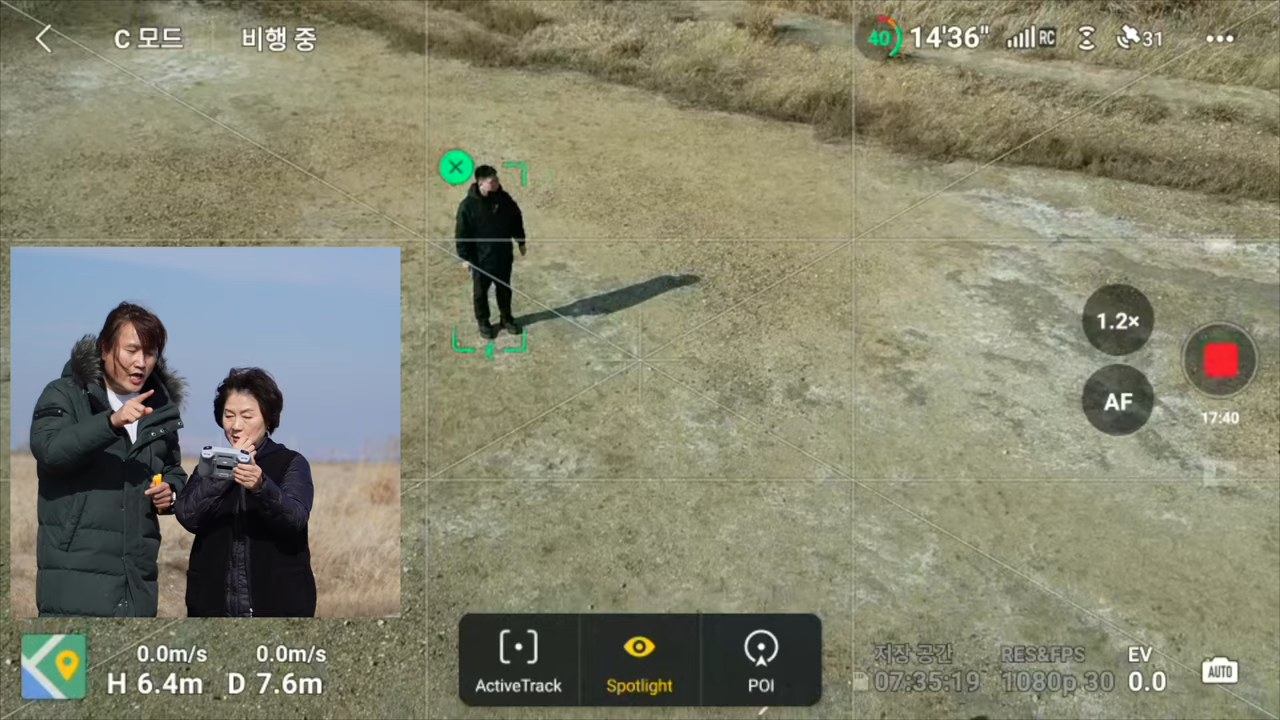 C 모드 비행 중 40 14'36" RC 31
1.2×
AF
17:40
ActiveTrack Spotlight POI
0.0m/s 0.0m/s
H 6.4m D 7.6m
저장 공간 RES&FPS EV
07:35:19 1080p 30 0.0
AUTO